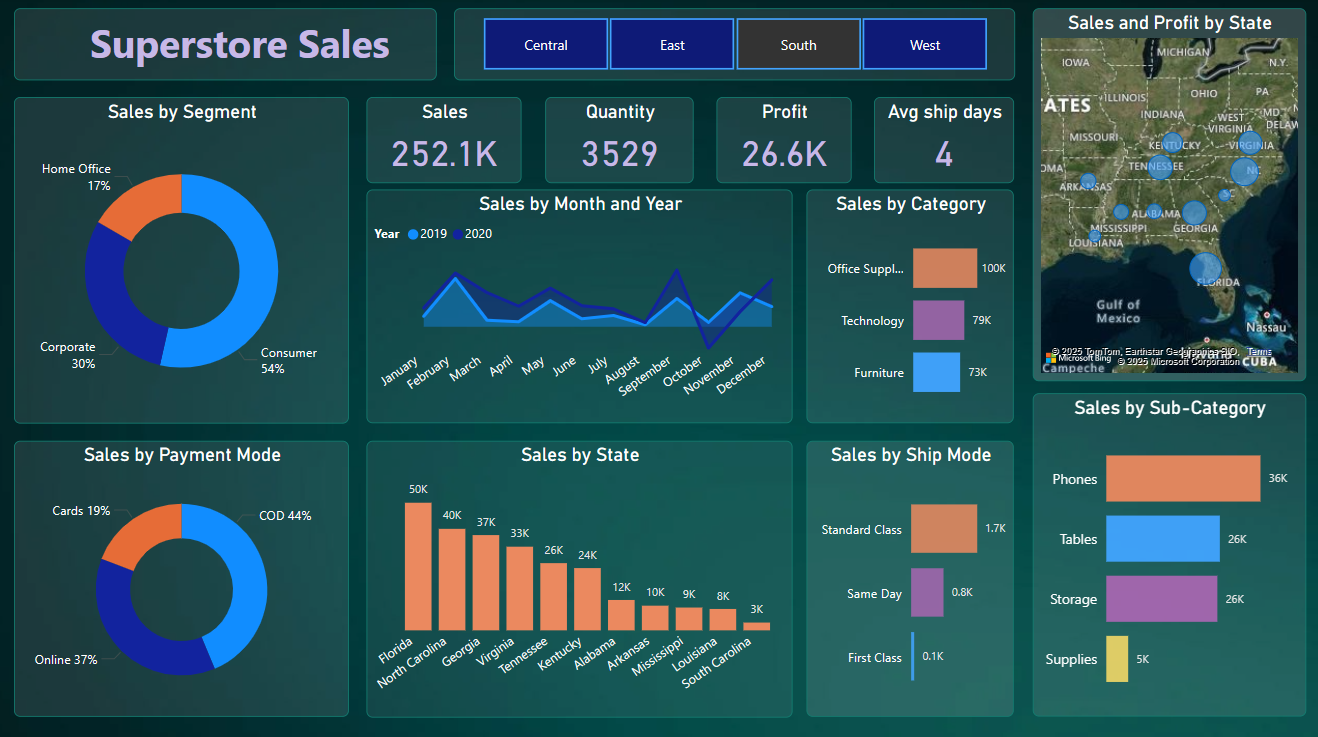 Superstore Sales
Central
East
South
West
Sales by Segment
Home Office
17%
Corporate
30%
Consumer
54%
Sales
252.1K
Quantity
3529
Profit
26.6K
Avg ship days
4
Sales by Month and Year
Year 2019 2020
January
February
March
April
May
June
July
August
September
October
November
December
Sales by Category
Office Suppl... 100K
Technology 79K
Furniture 73K
Sales and Profit by State
IOWA
MICHIGAN
N.Y.
ILLINOIS
OHIO
PA
ATES
INDIANA
WEST
VIRGINIA
MD
DELAW
MISSOURI
KENTUCKY
VIRGINIA
OMA
TENNESSEE
NC
ARKANSAS
SC
ALABAMA
MISSISSIPPI
GEORGIA
LOUISIANA
FLORIDA
Gulf of
Mexico
Nassau
Havana
CUBA
Campeche
Microsoft Bing
© 2025 TomTom, Earthstar Geographics SIO, Terms
© 2025 Microsoft Corporation
Sales by Payment Mode
Cards 19%
COD 44%
Online 37%
Sales by State
50K
40K
37K
33K
26K
24K
12K
10K
9K
8K
3K
Florida
North Carolina
Georgia
Virginia
Tennessee
Kentucky
Alabama
Arkansas
Mississippi
Louisiana
South Carolina
Sales by Ship Mode
Standard Class 1.7K
Same Day 0.8K
First Class 0.1K
Sales by Sub-Category
Phones 36K
Tables 26K
Storage 26K
Supplies 5K